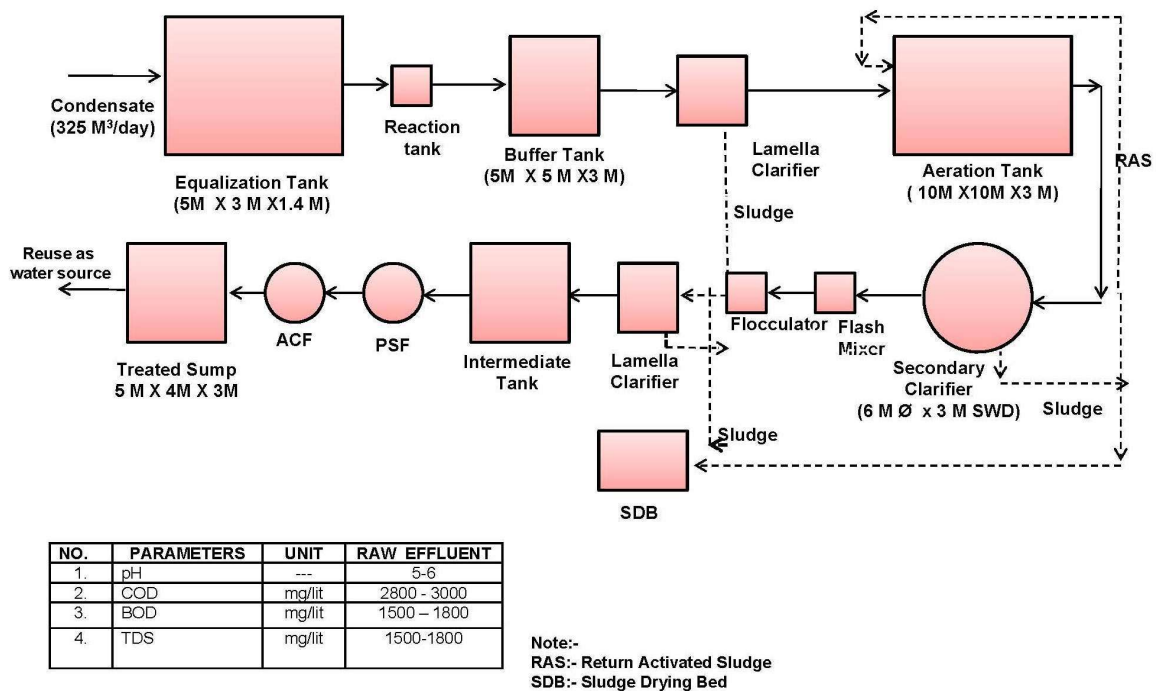 Condensate
(325 M³/day)
Equalization Tank
(5M X 3 M X1.4 M)
Reaction
tank
Buffer Tank
(5M X 5 M X3 M)
Lamella
Clarifier
Sludge
Aeration Tank
( 10M X10M X3 M)
RAS
Reuse as
water source
Treated Sump
5 M X 4M X 3M
ACF
PSF
Intermediate
Tank
Lamella
Clarifier
Flocculator
Flash
Mixcr
Secondary
Clarifier
(6 M Ø x 3 M SWD)
Sludge
Sludge
SDB
NO. PARAMETERS UNIT RAW EFFLUENT
1. pH --- 5-6
2. COD mg/lit 2800 - 3000
3. BOD mg/lit 1500 – 1800
4. TDS mg/lit 1500-1800
Note:-
RAS:- Return Activated Sludge
SDB:- Sludge Drying Bed